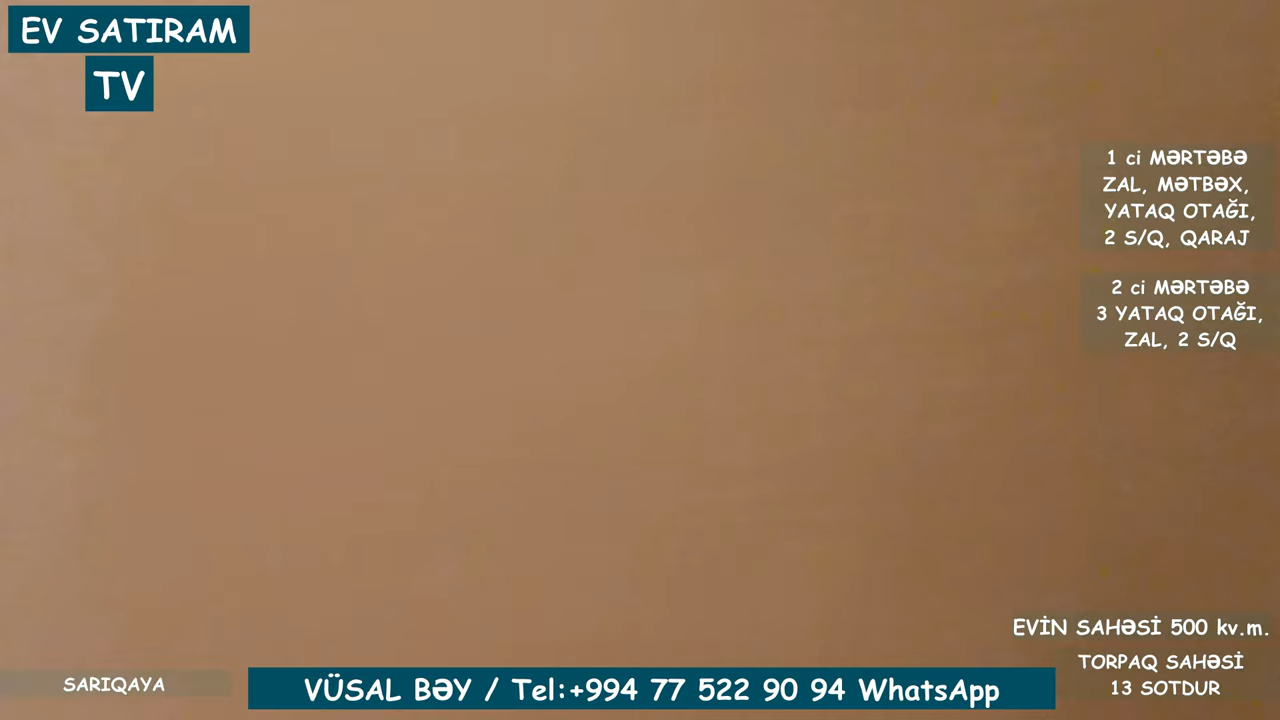 EV SATIRAM
TV
1 ci MƏRTƏBƏ
ZAL, MƏTBƏX,
YATAQ OTAĞI,
2 S/Q, QARAJ
2 ci MƏRTƏBƏ
3 YATAQ OTAĞI,
ZAL, 2 S/Q
EVİN SAHƏSİ 500 kv.m.
TORPAQ SAHƏSİ
13 SOTDUR
SARIQAYA
VÜSAL BƏY / Tel:+994 77 522 90 94 WhatsApp